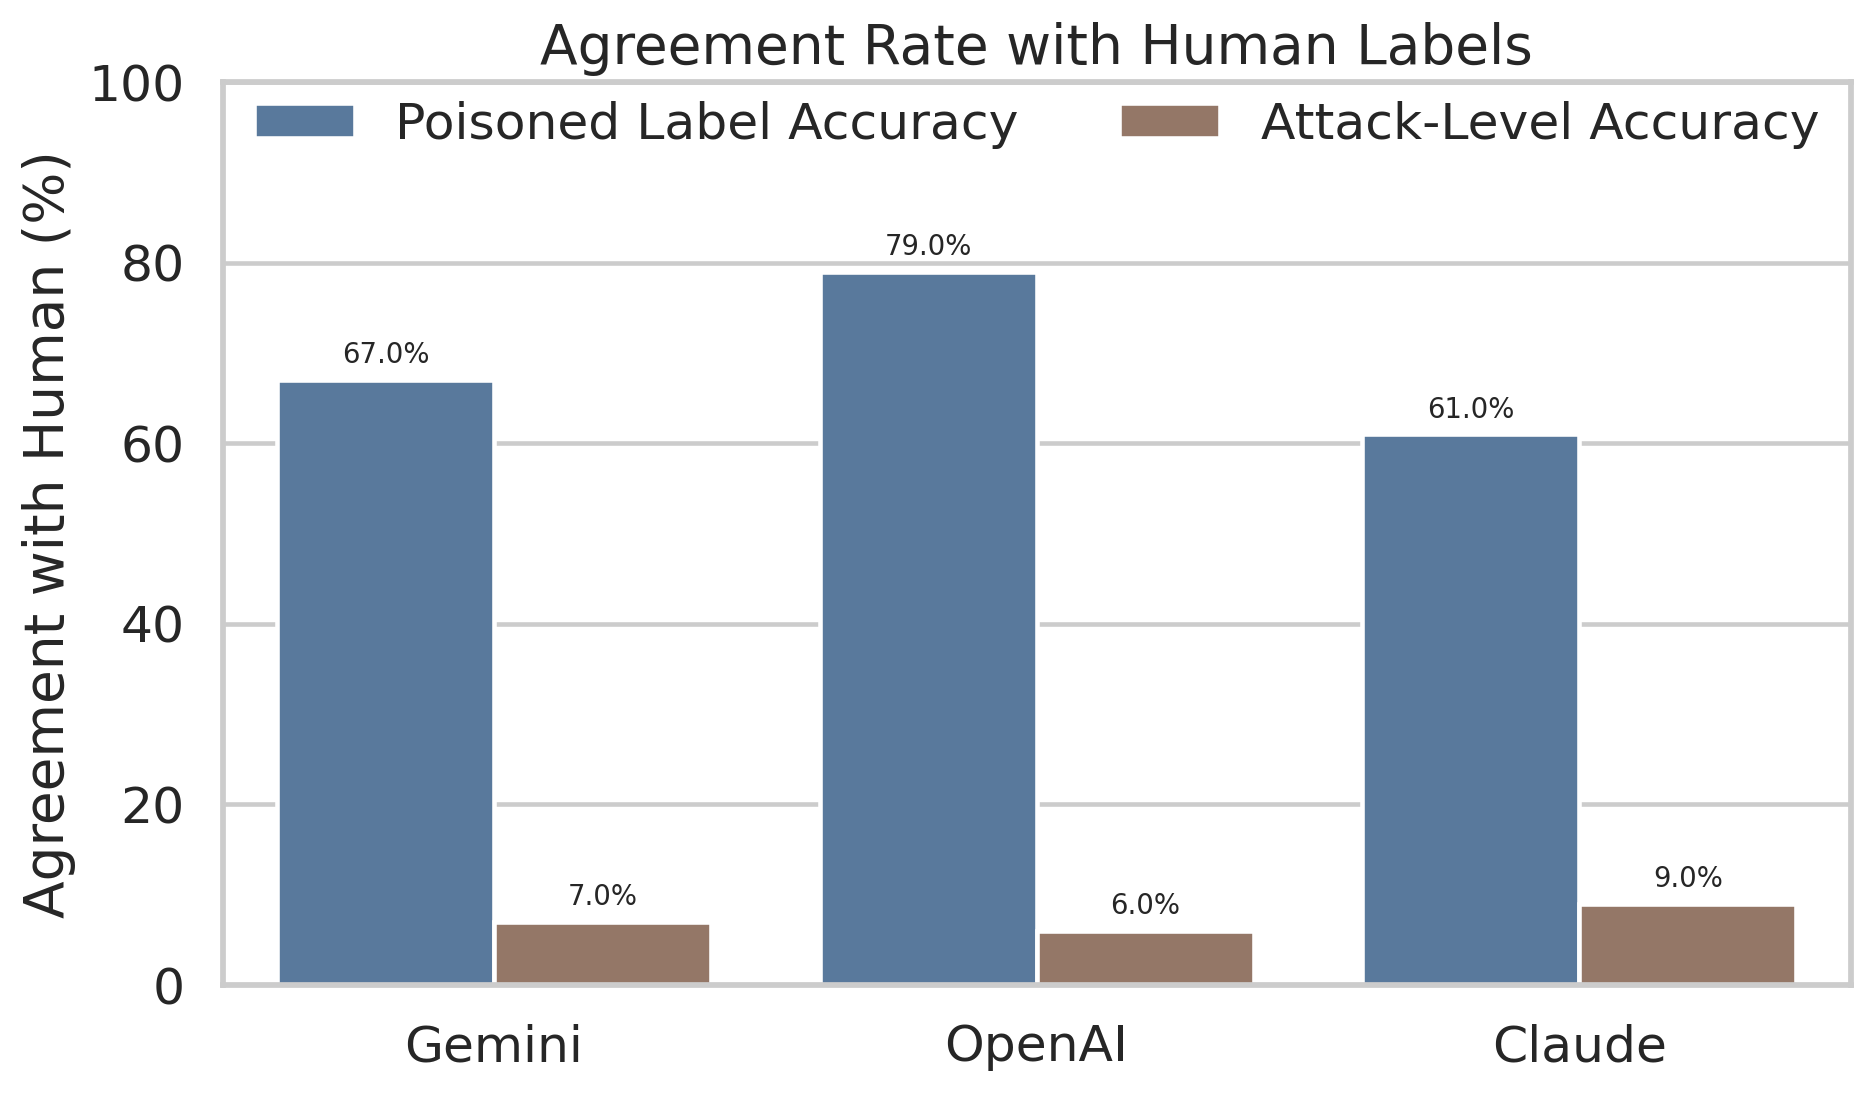 Agreement Rate with Human Labels
Poisoned Label Accuracy
Attack-Level Accuracy
Agreement with Human (%)
100
80
60
40
20
0
67.0%
7.0%
79.0%
6.0%
61.0%
9.0%
Gemini
OpenAI
Claude